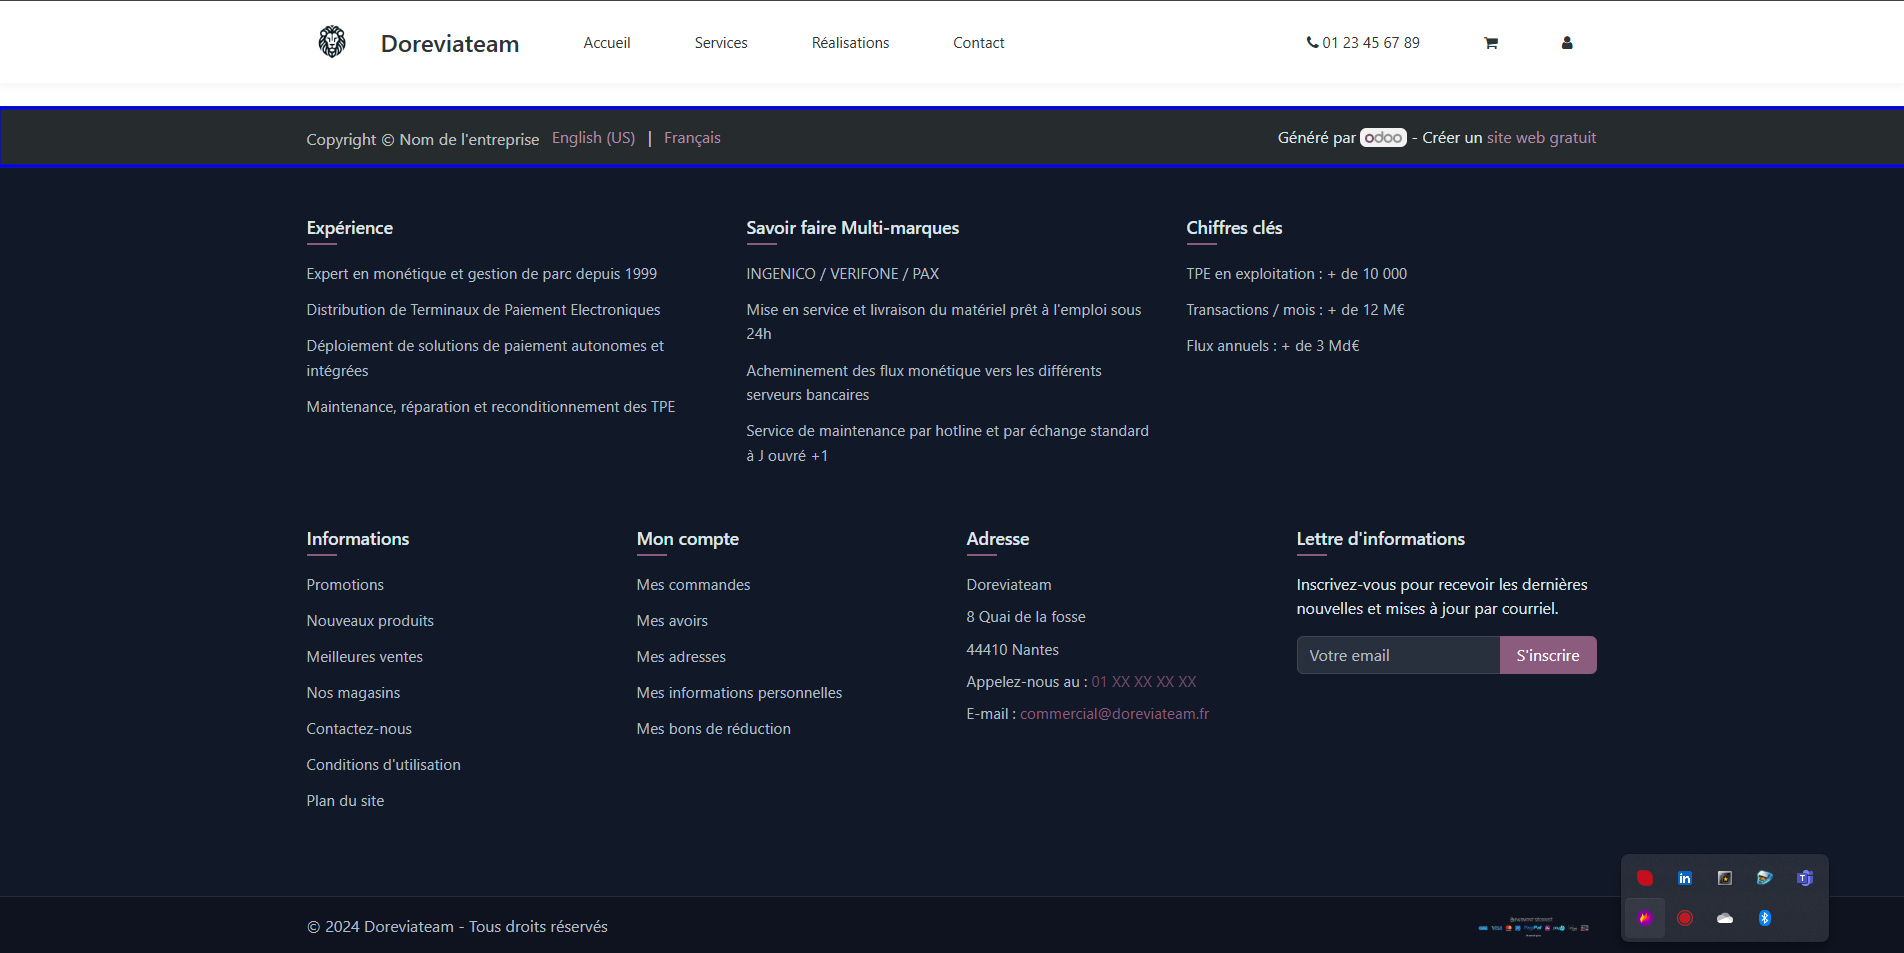 Doreviateam Accueil Services Réalisations Contact 01 23 45 67 89
Copyright © Nom de l'entreprise English (US) | Français Généré par odoo - Créer un site web gratuit
Expérience
Expert en monétique et gestion de parc depuis 1999
Distribution de Terminaux de Paiement Electroniques
Déploiement de solutions de paiement autonomes et
intégrées
Maintenance, réparation et reconditionnement des TPE
Savoir faire Multi-marques
INGENICO / VERIFONE / PAX
Mise en service et livraison du matériel prêt à l'emploi sous
24h
Acheminement des flux monétique vers les différents
serveurs bancaires
Service de maintenance par hotline et par échange standard
à J ouvré +1
Chiffres clés
TPE en exploitation : + de 10 000
Transactions / mois : + de 12 M€
Flux annuels : + de 3 Md€
Informations
Promotions
Nouveaux produits
Meilleures ventes
Nos magasins
Contactez-nous
Conditions d'utilisation
Plan du site
Mon compte
Mes commandes
Mes avoirs
Mes adresses
Mes informations personnelles
Mes bons de réduction
Adresse
Doreviateam
8 Quai de la fosse
44410 Nantes
Appelez-nous au : 01 XX XX XX XX
E-mail : commercial@doreviateam.fr
Lettre d'informations
Inscrivez-vous pour recevoir les dernières
nouvelles et mises à jour par courriel.
Votre email S'inscrire
© 2024 Doreviateam - Tous droits réservés
VISA PayPal
in
T